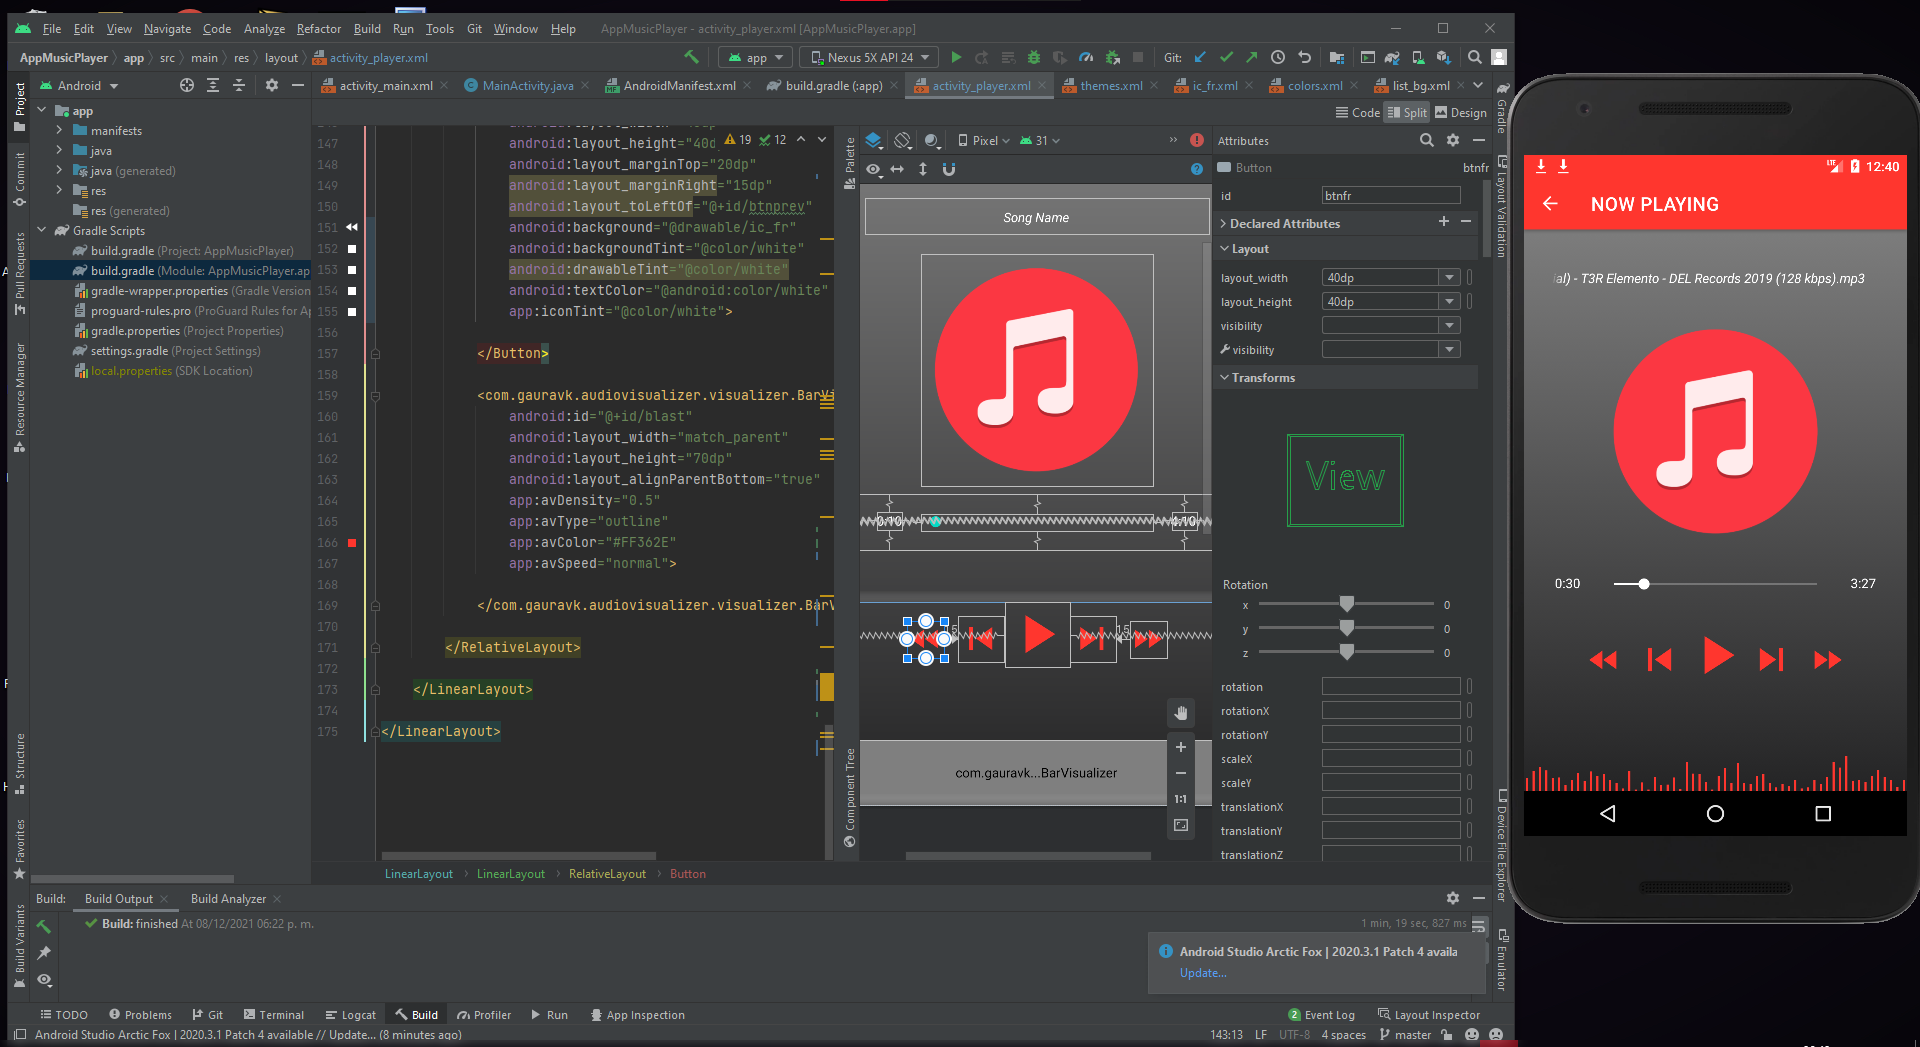 File Edit View Navigate Code Analyze Refactor Build Run Tools Git Window Help AppMusicPlayer - activity_player.xml [AppMusicPlayer.app]
AppMusicPlayer app src main res layout activity_player.xml app Nexus 5X API 24 Git:
Android activity_main.xml MainActivity.java AndroidManifest.xml build.gradle (:app) activity_player.xml themes.xml ic_fr.xml colors.xml list_bg.xml
Code Split Design
Project
Commit
Pull Requests
Resource Manager
Structure
Favorites
Build Variants
app
manifests
java
java (generated)
res
res (generated)
Gradle Scripts
build.gradle (Project: AppMusicPlayer)
build.gradle (Module: AppMusicPlayer.ap
gradle-wrapper.properties (Gradle Version
proguard-rules.pro (ProGuard Rules for Ap
gradle.properties (Project Properties)
settings.gradle (Project Settings)
local.properties (SDK Location)
19 12
147 android:layout_height="40d
148 android:layout_marginTop="20dp"
149 android:layout_marginRight="15dp"
150 android:layout_toLeftOf="@+id/btnprev"
151 android:background="@drawable/ic_fr"
152 android:backgroundTint="@color/white"
153 android:drawableTint="@color/white"
154 android:textColor="@android:color/white"
155 app:iconTint="@color/white">
156
157 </Button>
158
159 <com.gauravk.audiovisualizer.visualizer.BarVi
160 android:id="@+id/blast"
161 android:layout_width="match_parent"
162 android:layout_height="70dp"
163 android:layout_alignParentBottom="true"
164 app:avDensity="0.5"
165 app:avType="outline"
166 app:avColor="#FF362E"
167 app:avSpeed="normal">
168
169 </com.gauravk.audiovisualizer.visualizer.BarV
170
171 </RelativeLayout>
172
173 </LinearLayout>
174
175 </LinearLayout>
LinearLayout LinearLayout RelativeLayout Button
Palette
Component Tree
Pixel 31
Song Name
0:10 4:10
15 15
com.gauravk...BarVisualizer
1:1
Attributes
Button btnfr
id btnfr
Declared Attributes
Layout
layout_width 40dp
layout_height 40dp
visibility
visibility
Transforms
View
Rotation
x 0
y 0
z 0
rotation
rotationX
rotationY
scaleX
scaleY
translationX
translationY
translationZ
Gradle
Layout Validation
Device File Explorer
Emulator
Build: Build Output Build Analyzer
Build: finished At 08/12/2021 06:22 p. m. 1 min, 19 sec, 827 ms
Android Studio Arctic Fox | 2020.3.1 Patch 4 availa
Update...
TODO Problems Git Terminal Logcat Build Profiler Run App Inspection 2 Event Log Layout Inspector
Android Studio Arctic Fox | 2020.3.1 Patch 4 available // Update... (8 minutes ago) 143:13 LF UTF-8 4 spaces master
LTE 12:40
NOW PLAYING
ial) - T3R Elemento - DEL Records 2019 (128 kbps).mp3
0:30 3:27